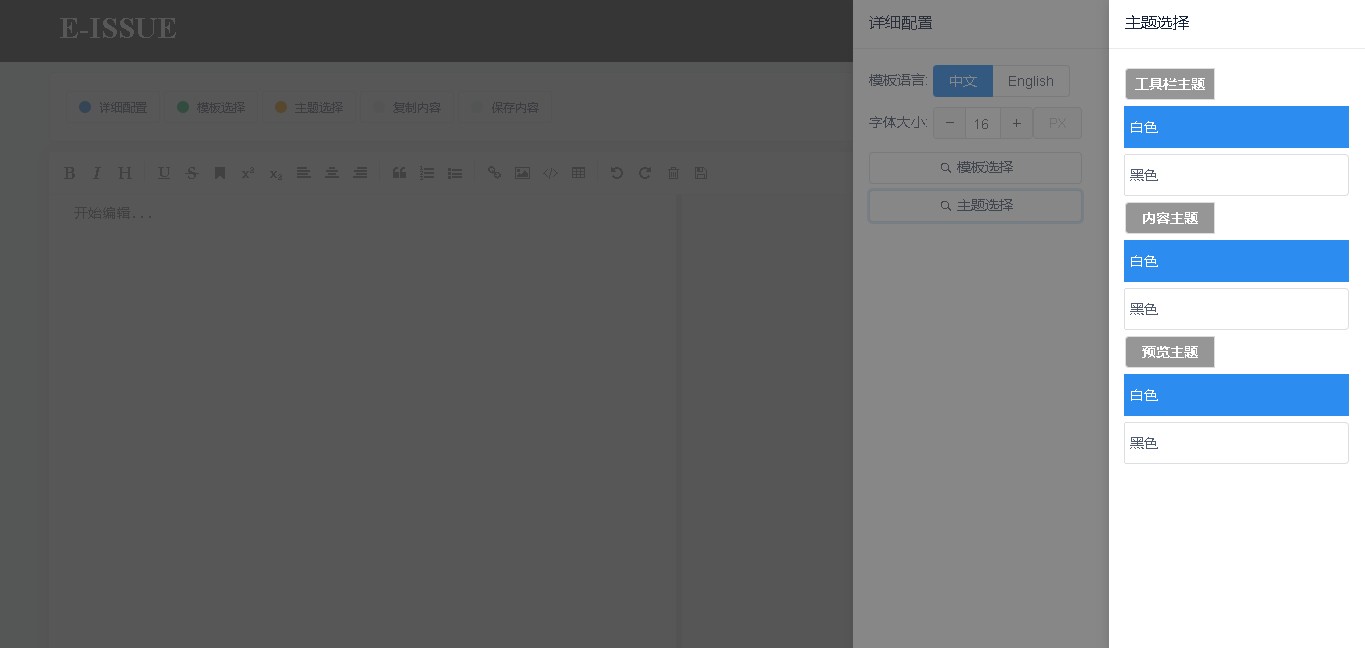 E-ISSUE
详细配置
模板选择
主题选择
复制内容
保存内容
B I H U S x² x₂
开始编辑...
详细配置
模板语言: 中文 English
字体大小: − 16 + PX
模板选择
主题选择
主题选择
工具栏主题
白色
黑色
内容主题
白色
黑色
预览主题
白色
黑色